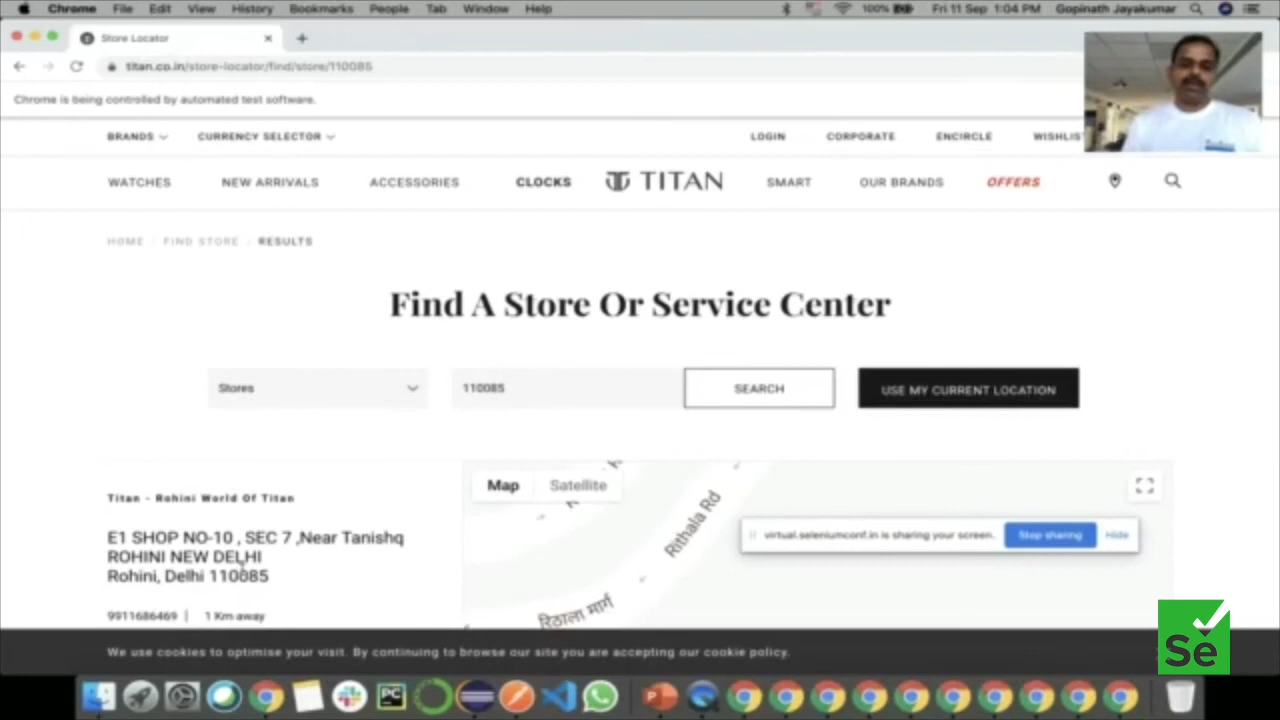 Chrome File Edit View History Bookmarks People Tab Window Help 100% Fri 11 Sep 1:04 PM Gopinath Jayakumar
Store Locator
titan.co.in/store-locator/find/store/110085
Chrome is being controlled by automated test software.
BRANDS CURRENCY SELECTOR LOGIN CORPORATE ENCIRCLE WISHLIS
WATCHES NEW ARRIVALS ACCESSORIES CLOCKS TITAN SMART OUR BRANDS OFFERS
HOME / FIND STORE / RESULTS
Find A Store Or Service Center
Stores 110085 SEARCH USE MY CURRENT LOCATION
Map Satellite
Titan - Rohini World Of Titan
Rithala Rd
virtual.seleniumconf.in is sharing your screen. Stop sharing Hide
E1 SHOP NO-10 , SEC 7 ,Near Tanishq
ROHINI NEW DELHI
Rohini, Delhi 110085
रिठाला मार्ग
9911686469 | 1 Km away
We use cookies to optimise your visit. By continuing to browse our site you are accepting our cookie policy.
Se
PC